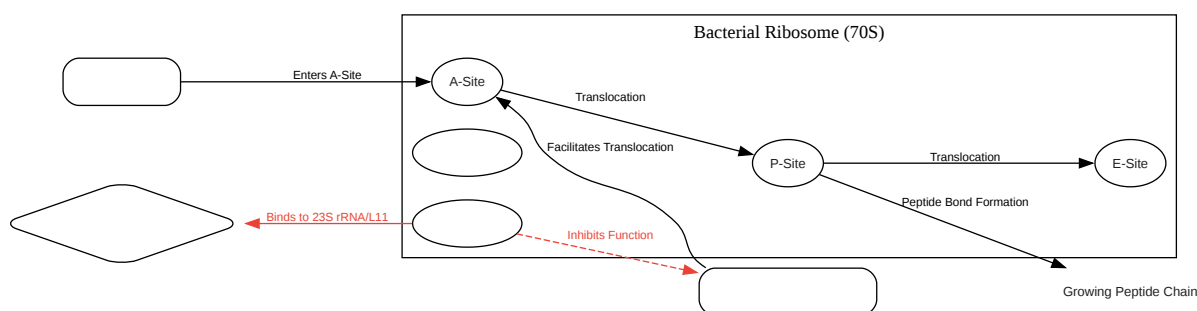 Bacterial Ribosome (70S)
Enters A-Site
A-Site
Translocation
Facilitates Translocation
P-Site
Translocation
E-Site
Peptide Bond Formation
Binds to 23S rRNA/L11
Inhibits Function
Growing Peptide Chain